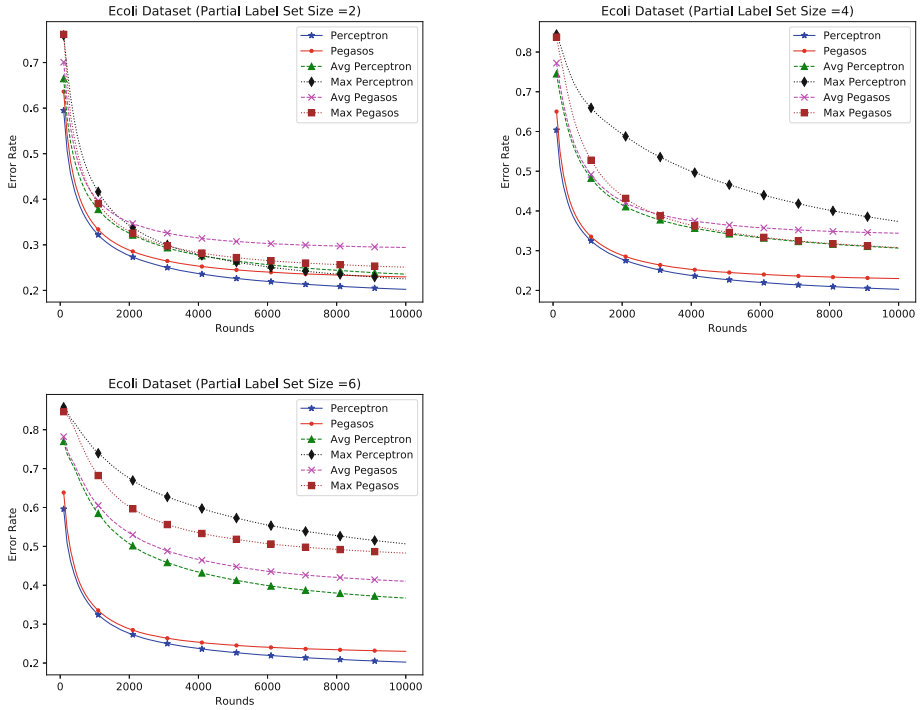 Ecoli Dataset (Partial Label Set Size =2)
Error Rate
0.7
0.6
0.5
0.4
0.3
0.2
Perceptron
Pegasos
Avg Perceptron
Max Perceptron
Avg Pegasos
Max Pegasos
0 2000 4000 6000 8000 10000
Rounds
Ecoli Dataset (Partial Label Set Size =4)
Error Rate
0.8
0.7
0.6
0.5
0.4
0.3
0.2
Perceptron
Pegasos
Avg Perceptron
Max Perceptron
Avg Pegasos
Max Pegasos
0 2000 4000 6000 8000 10000
Rounds
Ecoli Dataset (Partial Label Set Size =6)
Error Rate
0.8
0.7
0.6
0.5
0.4
0.3
0.2
Perceptron
Pegasos
Avg Perceptron
Max Perceptron
Avg Pegasos
Max Pegasos
0 2000 4000 6000 8000 10000
Rounds